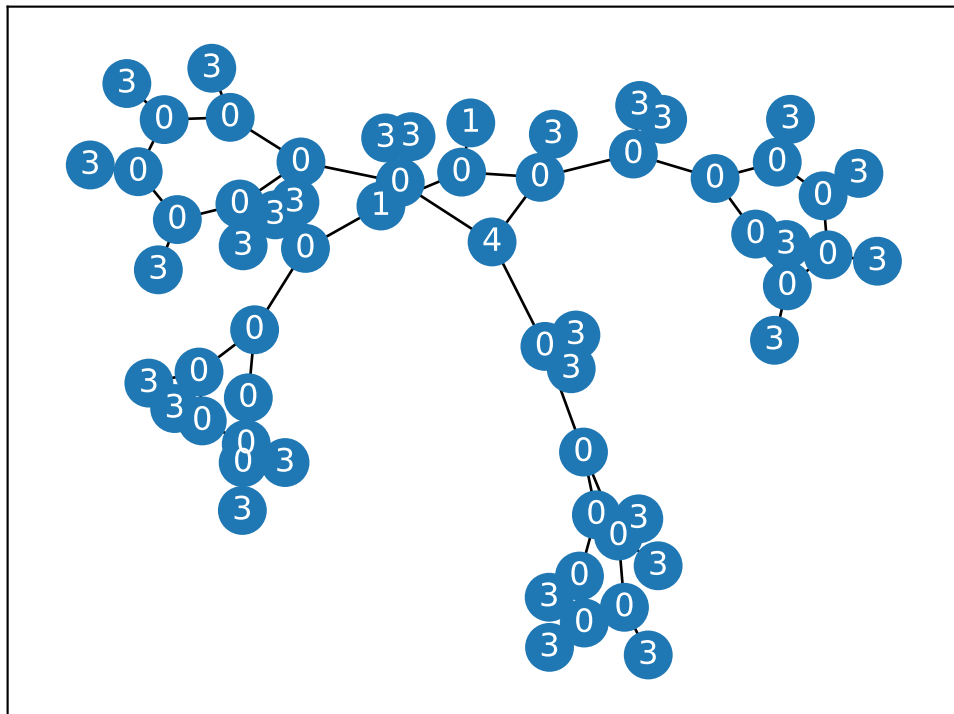 3 3
3 3 1 3 3
0 0 3 3 3
3 0 0 0 0 0 0 0 0 3
0 3 3 1 0
0 3 0 4 0 3 0 3
3 0 3
0 0 3 3
3 0 0 3
3 0 0
0 0 3 0
3 0 3
0 3
0 3
3 0
0
3 3